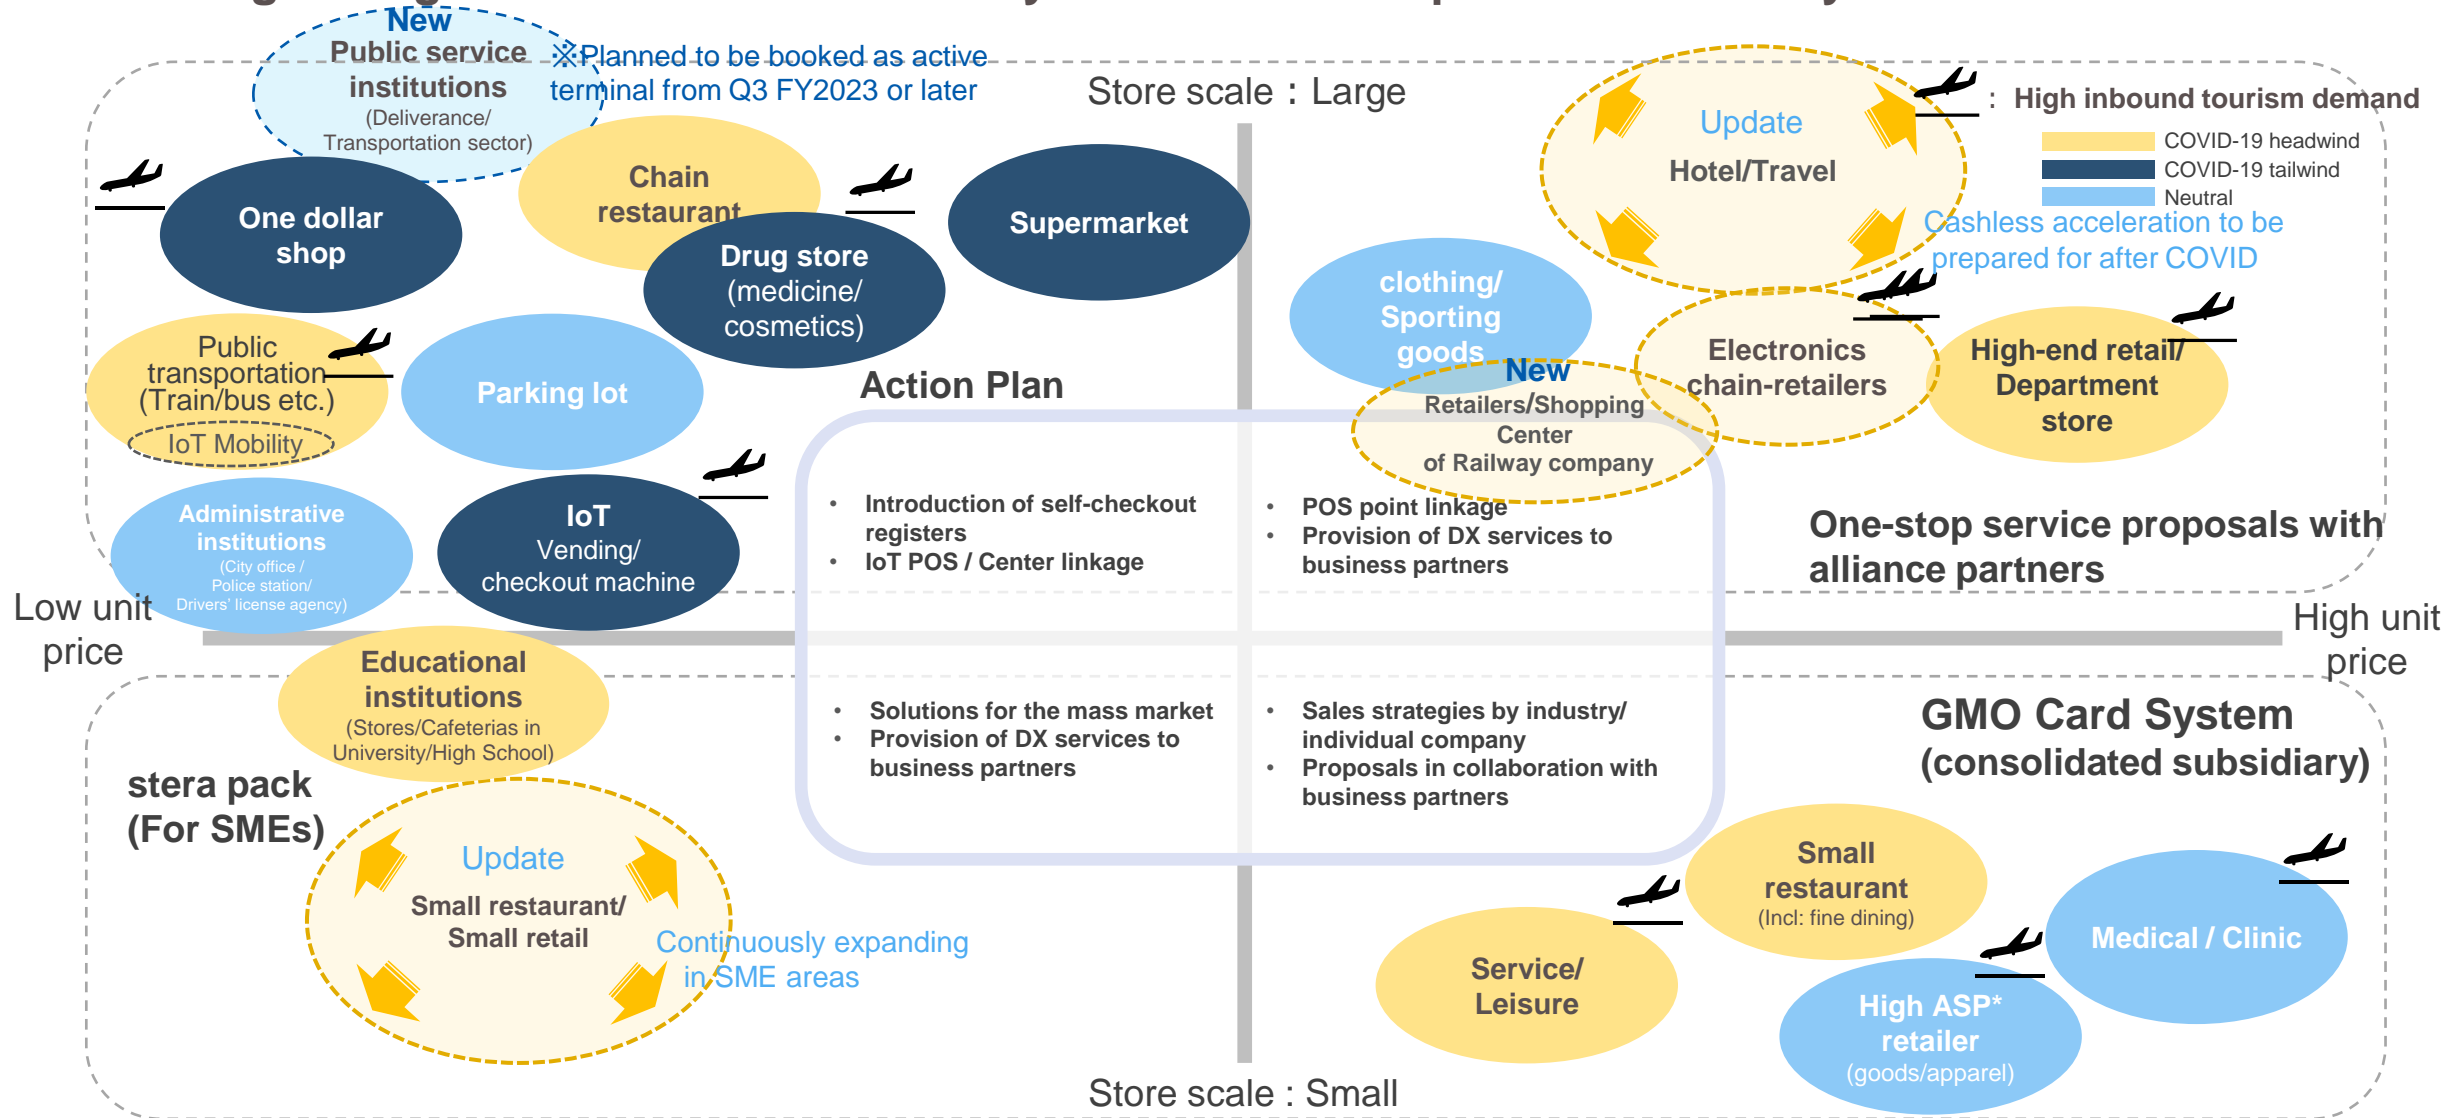 New
Public service
institutions
(Deliverance/
Transportation sector)
※Planned to be booked as active
terminal from Q3 FY2023 or later
Store scale : Large
Update
Hotel/Travel
: High inbound tourism demand
COVID-19 headwind
COVID-19 tailwind
Neutral
Cashless acceleration to be
prepared for after COVID
One dollar
shop
Chain
restaurant
Drug store
(medicine/
cosmetics)
Supermarket
clothing/
Sporting
goods
Electronics
chain-retailers
High-end retail/
Department
store
Public
transportation
(Train/bus etc.)
IoT Mobility
Parking lot
Action Plan
New
Retailers/Shopping
Center
of Railway company
Administrative
institutions
(City office /
Police station/
Drivers' license agency)
IoT
Vending/
checkout machine
• Introduction of self-checkout
registers
• IoT POS / Center linkage
• POS point linkage
• Provision of DX services to
business partners
One-stop service proposals with
alliance partners
Low unit
price
High unit
price
Educational
institutions
(Stores/Cafeterias in
University/High School)
• Solutions for the mass market
• Provision of DX services to
business partners
• Sales strategies by industry/
individual company
• Proposals in collaboration with
business partners
GMO Card System
(consolidated subsidiary)
stera pack
(For SMEs)
Update
Small restaurant/
Small retail
Continuously expanding
in SME areas
Small
restaurant
(Incl: fine dining)
Medical / Clinic
Service/
Leisure
High ASP*
retailer
(goods/apparel)
Store scale : Small